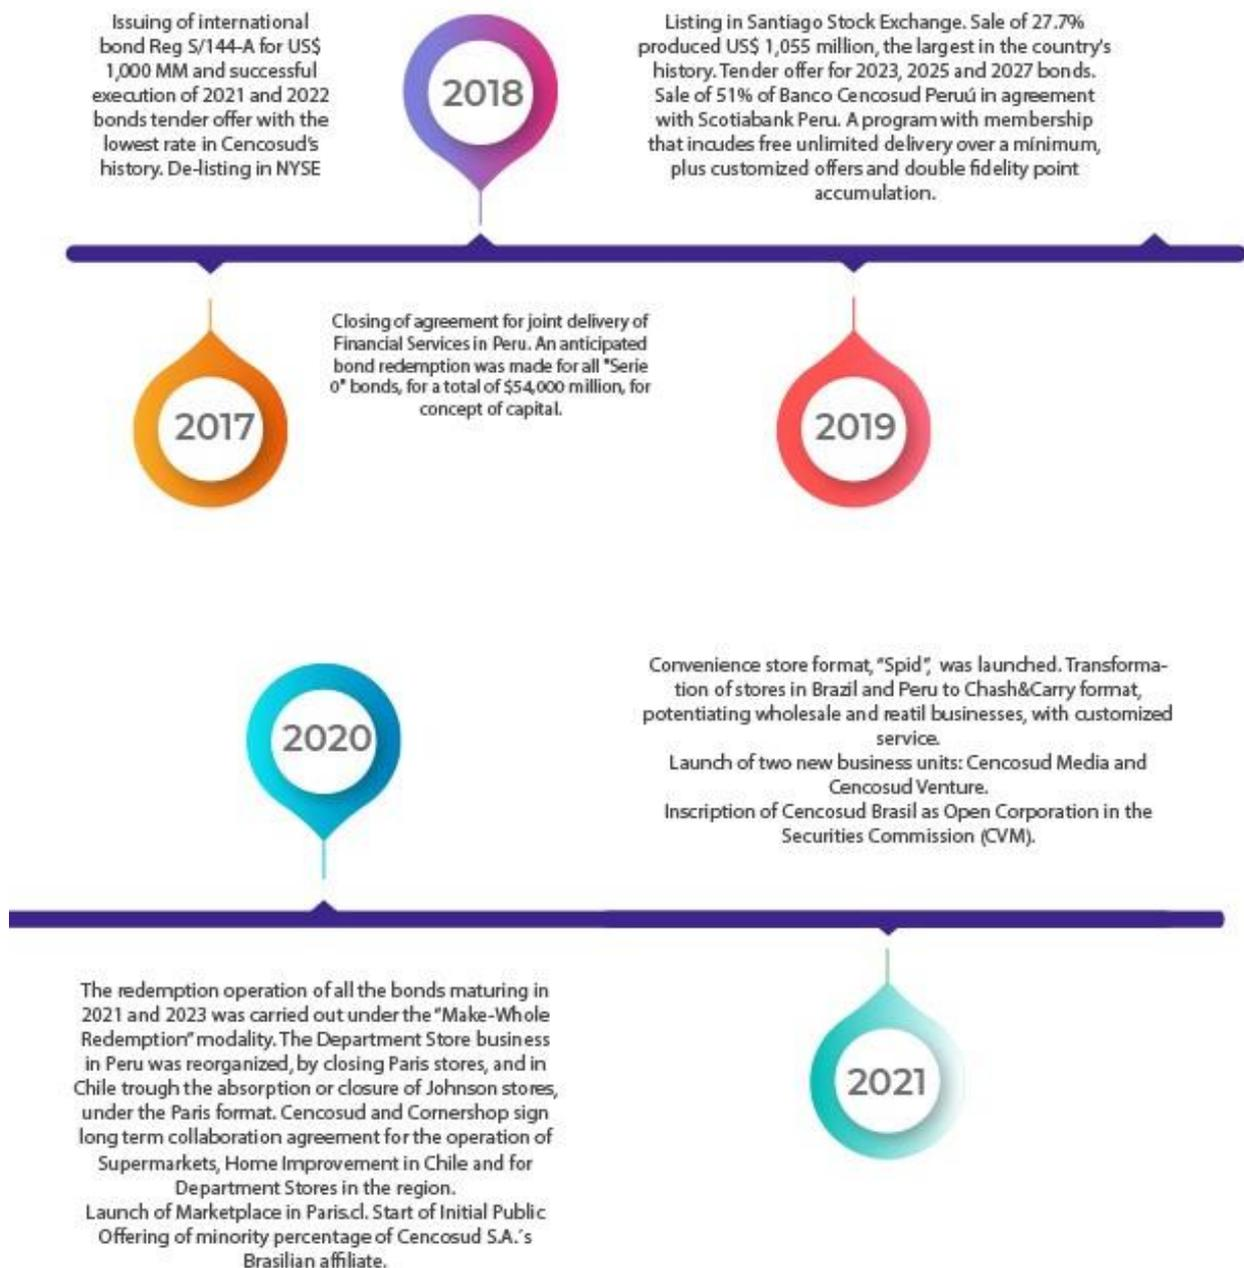 Issuing of international
bond Reg S/144-A for US$
1,000 MM and successful
execution of 2021 and 2022
bonds tender offer with the
lowest rate in Cencosud's
history. De-listing in NYSE
2018
Listing in Santiago Stock Exchange. Sale of 27.7%
produced US$ 1,055 million, the largest in the country's
history. Tender offer for 2023, 2025 and 2027 bonds.
Sale of 51% of Banco Cencosud Peruú in agreement
with Scotiabank Peru. A program with membership
that incudes free unlimited delivery over a minimum,
plus customized offers and double fidelity point
accumulation.
2017
Closing of agreement for joint delivery of
Financial Services in Peru. An anticipated
bond redemption was made for all "Serie
0" bonds, for a total of $54,000 million, for
concept of capital.
2019
2020
Convenience store format, "Spid", was launched. Transforma-
tion of stores in Brazil and Peru to Chash&Carry format,
potentiating wholesale and reatil businesses, with customized
service.
Launch of two new business units: Cencosud Media and
Cencosud Venture.
Inscription of Cencosud Brasil as Open Corporation in the
Securities Commission (CVM).
The redemption operation of all the bonds maturing in
2021 and 2023 was carried out under the "Make-Whole
Redemption" modality. The Department Store business
in Peru was reorganized, by closing Paris stores, and in
Chile trough the absorption or closure of Johnson stores,
under the Paris format. Cencosud and Cornershop sign
long term collaboration agreement for the operation of
Supermarkets, Home Improvement in Chile and for
Department Stores in the region.
Launch of Marketplace in Paris.cl. Start of Initial Public
Offering of minority percentage of Cencosud S.A.´s
Brasilian affiliate.
2021